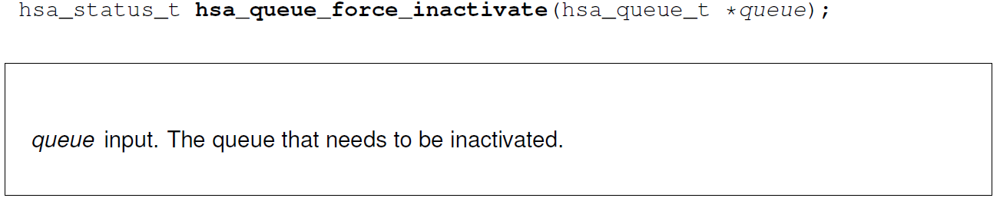 hsa_status_t hsa_queue_force_inactivate(hsa_queue_t *queue);
queue input. The queue that needs to be inactivated.